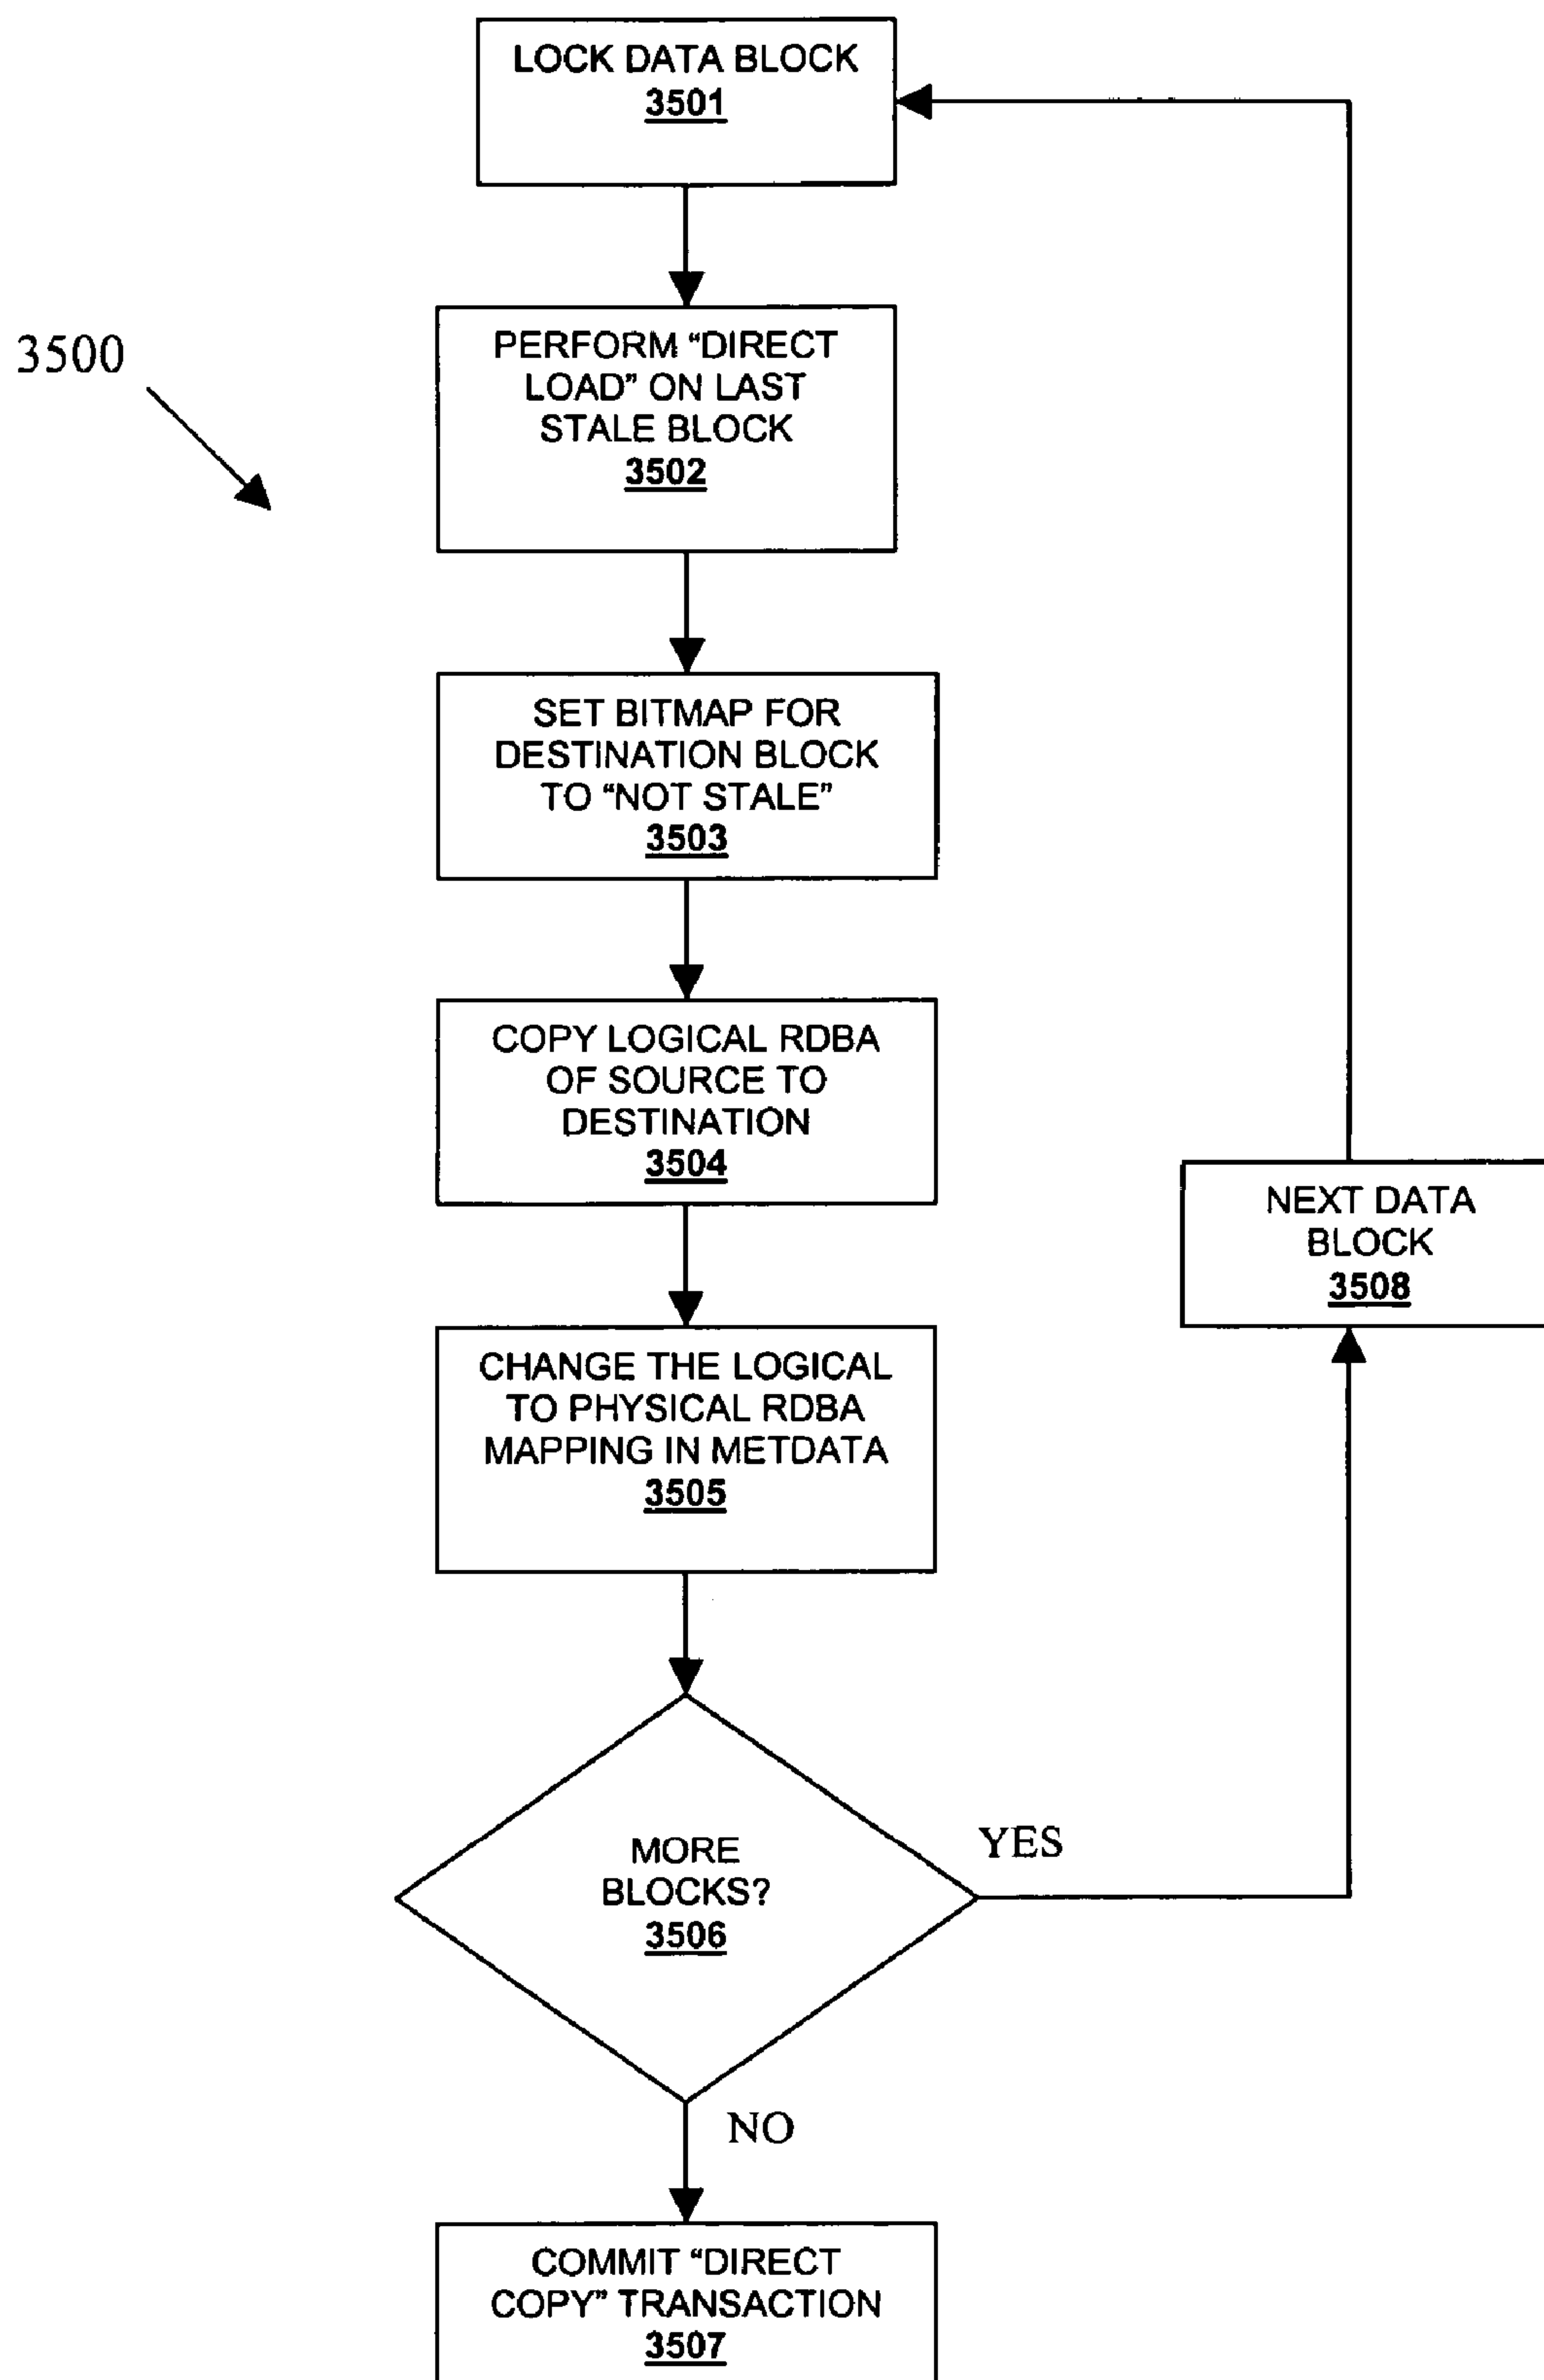 LOCK DATA BLOCK
3501
3500
PERFORM “DIRECT
LOAD” ON LAST
STALE BLOCK
3502
SET BITMAP FOR
DESTINATION BLOCK
TO “NOT STALE”
3503
COPY LOGICAL RDBA
OF SOURCE TO
DESTINATION
3504
NEXT DATA
BLOCK
3508
CHANGE THE LOGICAL
TO PHYSICAL RDBA
MAPPING IN METDATA
3505
MORE
BLOCKS?
3506
YES
NO
COMMIT “DIRECT
COPY” TRANSACTION
3507